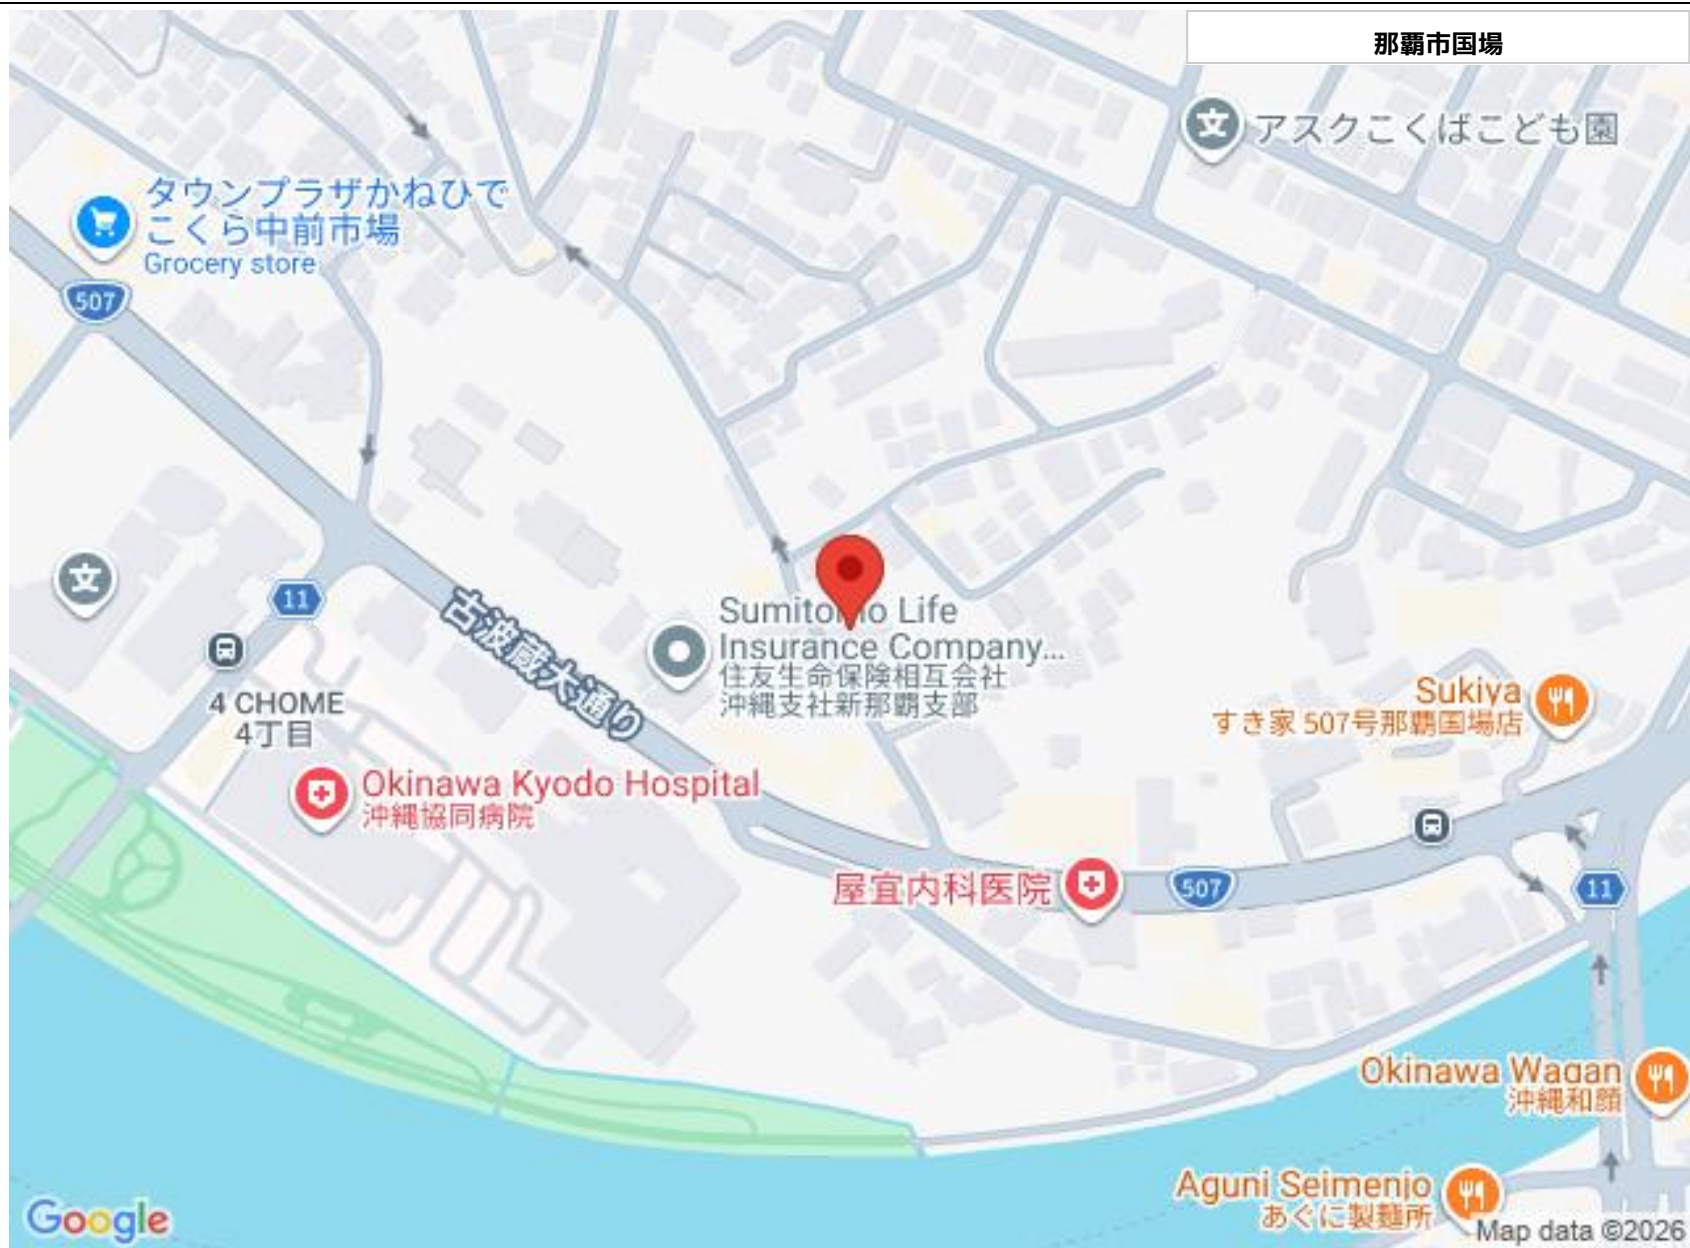 那覇市国場
アスクこくばこども園
タウンプラザかねひで
こくら中前市場
Grocery store
507
11
古波蔵大通り
Sumitomo Life
Insurance Company...
住友生命保険相互会社
沖縄支社新那覇支部
4 CHOME
4丁目
Sukiya
すき家 507号那覇国場店
Okinawa Kyodo Hospital
沖縄協同病院
屋宜内科医院
507
11
Okinawa Wagan
沖縄和顔
Aguni Seimenjo
あぐに製麺所
Google
Map data ©2026
文
文